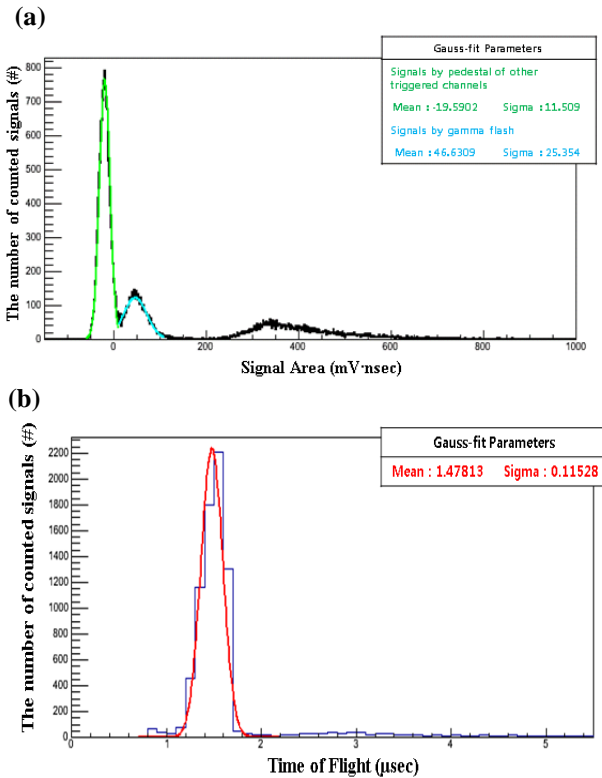 (a)
The number of counted signals (#)
800
700
600
500
400
300
200
100
0
0
200
400
600
800
1000
Signal Area (mV·nsec)
Gauss-fit Parameters
Signals by pedestal of other
triggered channels
Mean : -19.5902 Sigma : 11.509
Signals by gamma flash
Mean : 46.6309 Sigma : 25.354
(b)
The number of counted signals (#)
2200
2000
1800
1600
1400
1200
1000
800
600
400
200
0
0
1
2
3
4
5
Time of Flight (μsec)
Gauss-fit Parameters
Mean : 1.47813 Sigma : 0.11528